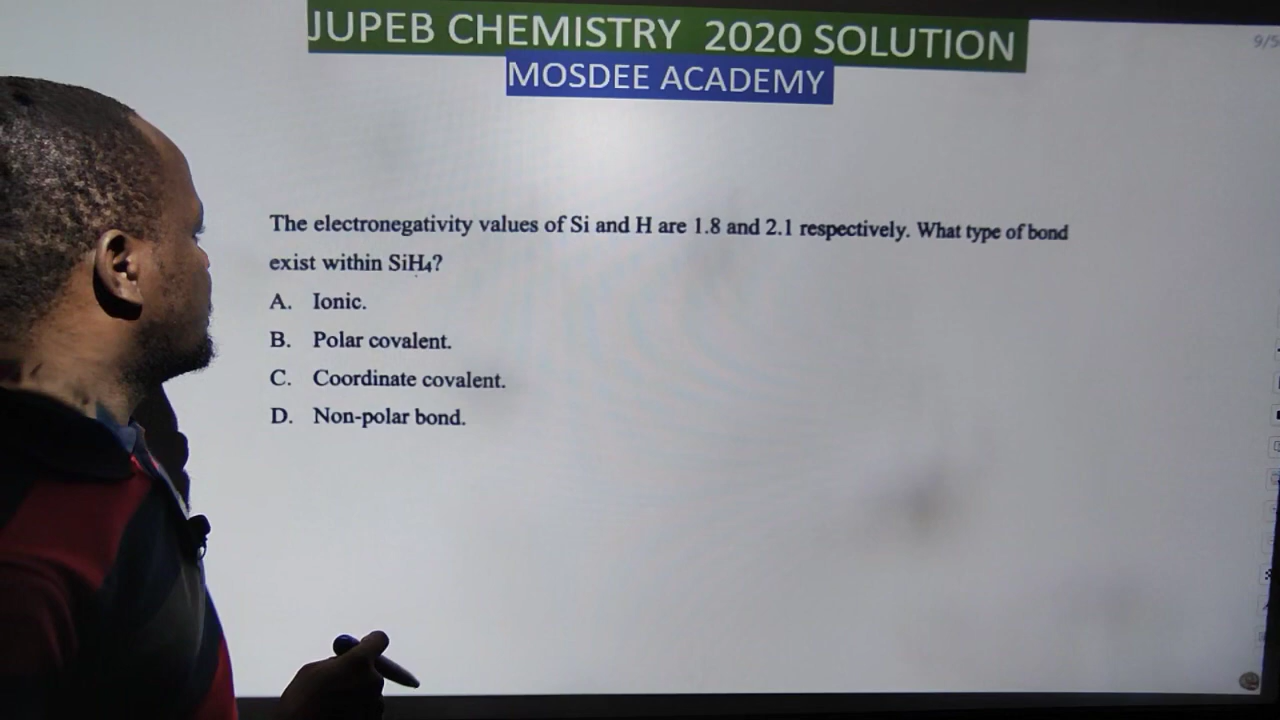 JUPEB CHEMISTRY 2020 SOLUTION
MOSDEE ACADEMY
The electronegativity values of Si and H are 1.8 and 2.1 respectively. What type of bond
exist within SiH₄?
A. Ionic.
B. Polar covalent.
C. Coordinate covalent.
D. Non-polar bond.